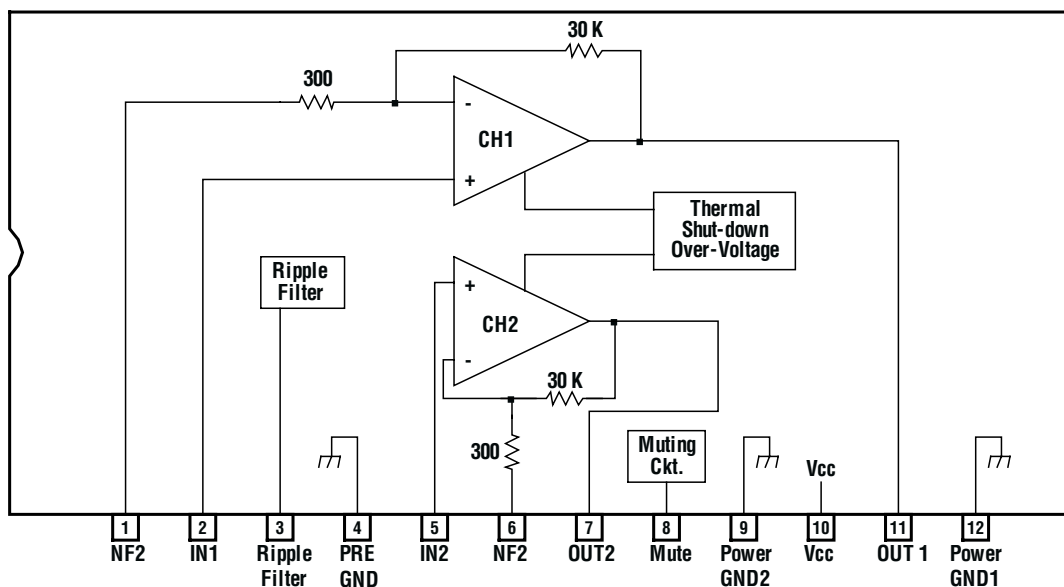 30 K
300
-
CH1
+
Thermal
Shut-down
Over-Voltage
Ripple
Filter
+
CH2
-
30 K
300
Muting
Ckt.
Vcc
1 2 3 4 5 6 7 8 9 10 11 12
NF2 IN1 Ripple PRE IN2 NF2 OUT2 Mute Power Vcc OUT 1 Power
Filter GND GND2 GND1